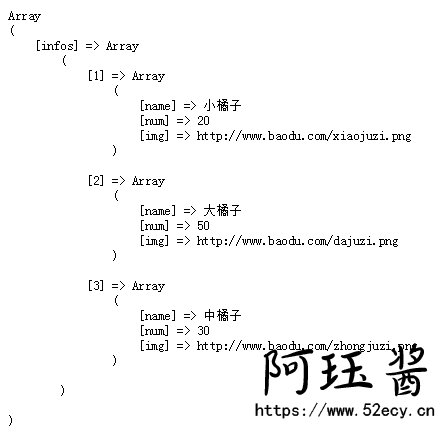 Array
(
[infos] => Array
(
[1] => Array
(
[name] => 小橘子
[num] => 20
[img] => http://www.baodu.com/xiaojuzi.png
)
[2] => Array
(
[name] => 大橘子
[num] => 50
[img] => http://www.baodu.com/dajuzi.png
)
[3] => Array
(
[name] => 中橘子
[num] => 30
[img] => http://www.baodu.com/zhongjuzi.png
)
)
)
阿珏酱
https://www.52ecy.cn